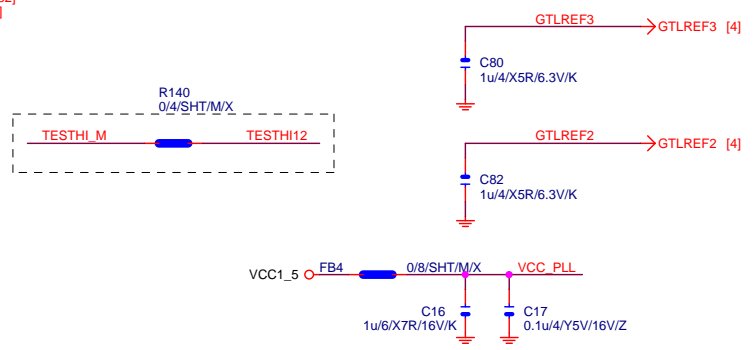 GTLREF3
GTLREF3 [4]
C80
1u/4/X5R/6.3V/K
R140
0/4/SHT/M/X
TESTHI_M
TESTHI12
GTLREF2
GTLREF2 [4]
C82
1u/4/X5R/6.3V/K
VCC1_5
FB4
0/8/SHT/M/X
VCC_PLL
C16
1u/6/X7R/16V/K
C17
0.1u/4/Y5V/16V/Z